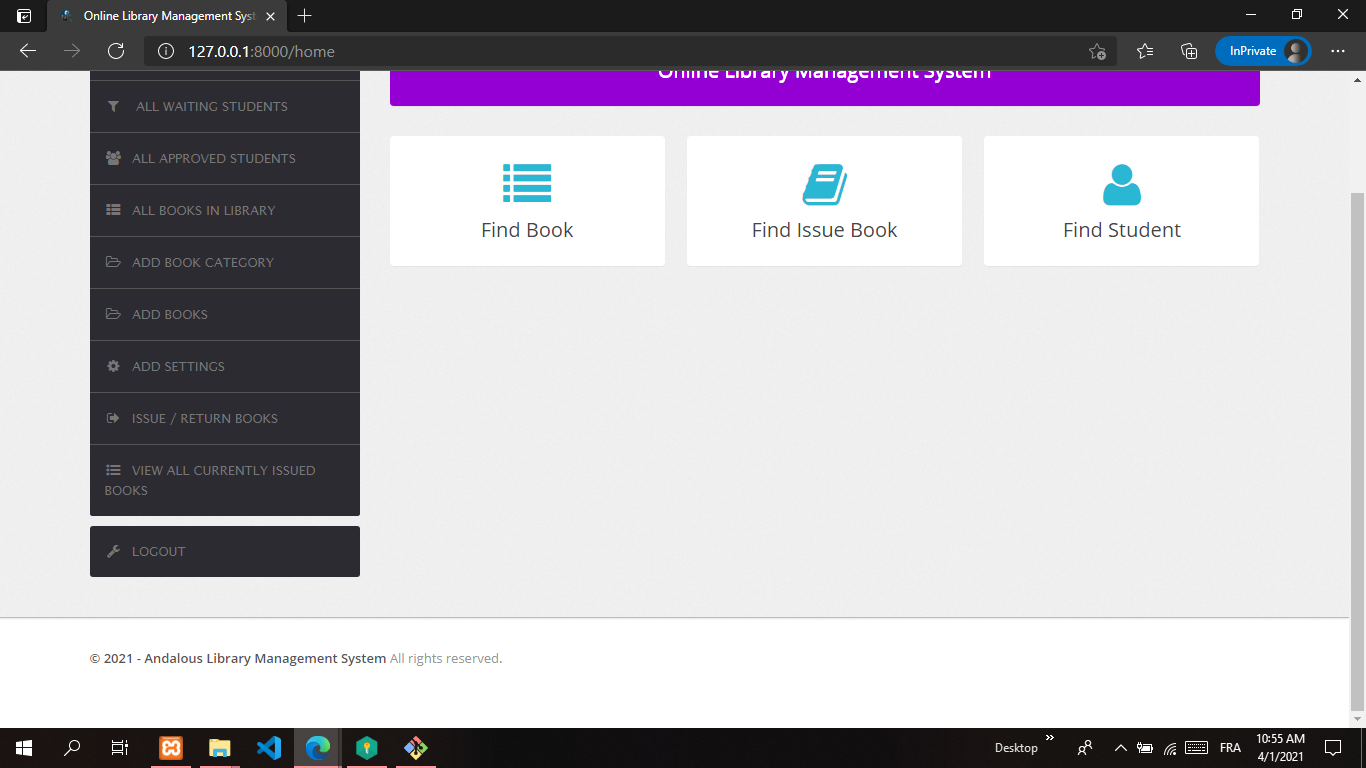 Online Library Management Syst
127.0.0.1:8000/home
InPrivate
Online Library Management System
ALL WAITING STUDENTS
ALL APPROVED STUDENTS
ALL BOOKS IN LIBRARY
ADD BOOK CATEGORY
ADD BOOKS
ADD SETTINGS
ISSUE / RETURN BOOKS
VIEW ALL CURRENTLY ISSUED
BOOKS
LOGOUT
Find Book
Find Issue Book
Find Student
© 2021 - Andalous Library Management System All rights reserved.
Desktop
FRA
10:55 AM
4/1/2021